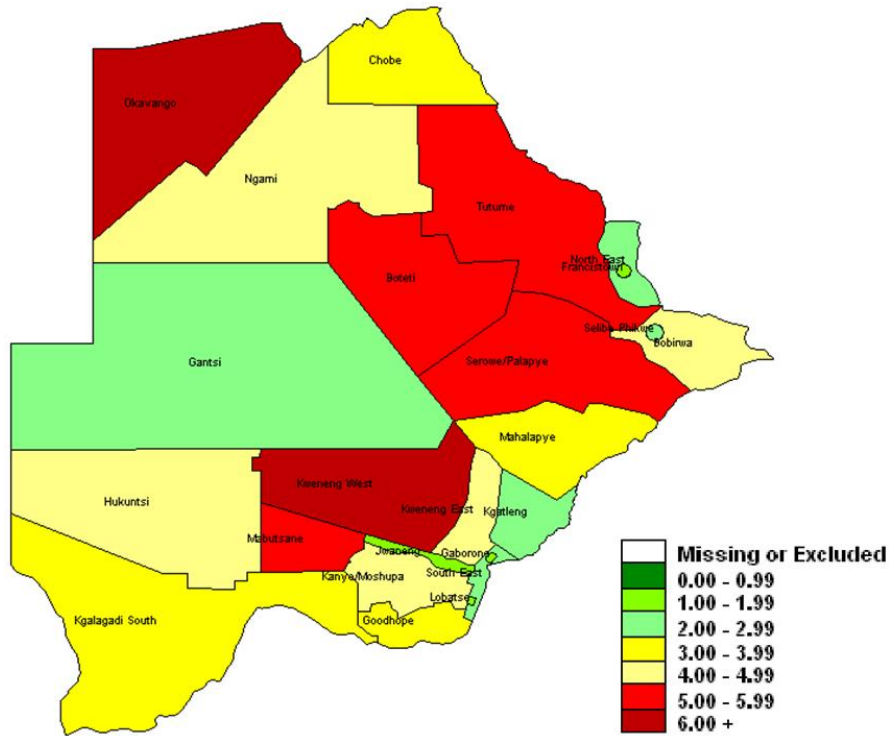 Chobe
Okavango
Ngami
Tutume
North East
Francistown
Boteti
Selibe Phikwe
Bobirwa
Gantsi
Serowe/Palapye
Mahalapye
Kweneng West
Hukuntsi
Kweneng East
Kgatleng
Mabutsane
Jwaneng
Gaborone
South East
Kanye/Moshupa
Lobatse
Kgalagadi South
Goodhope
Missing or Excluded
0.00 - 0.99
1.00 - 1.99
2.00 - 2.99
3.00 - 3.99
4.00 - 4.99
5.00 - 5.99
6.00 +